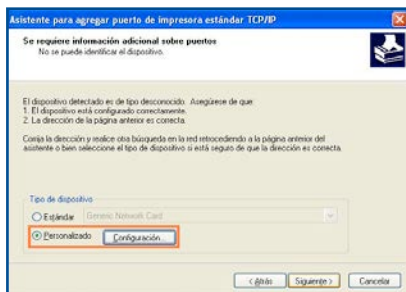 Asistente para agregar puerto de impresora estándar TCP/IP
Se requiere información adicional sobre puertos
No se puede identificar el dispositivo.
El dispositivo detectado es de tipo desconocido. Asegúrese de que:
1. El dispositivo está configurado correctamente.
2. La dirección de la página anterior es correcta.
Corrija la dirección y realice otra búsqueda en la red retrocediendo a la página anterior del
asistente o bien seleccione el tipo de dispositivo si está seguro de que la dirección es correcta.
Tipo de dispositivo
Estándar Generic Network Card
Personalizado Configuración...
< Atrás Siguiente > Cancelar